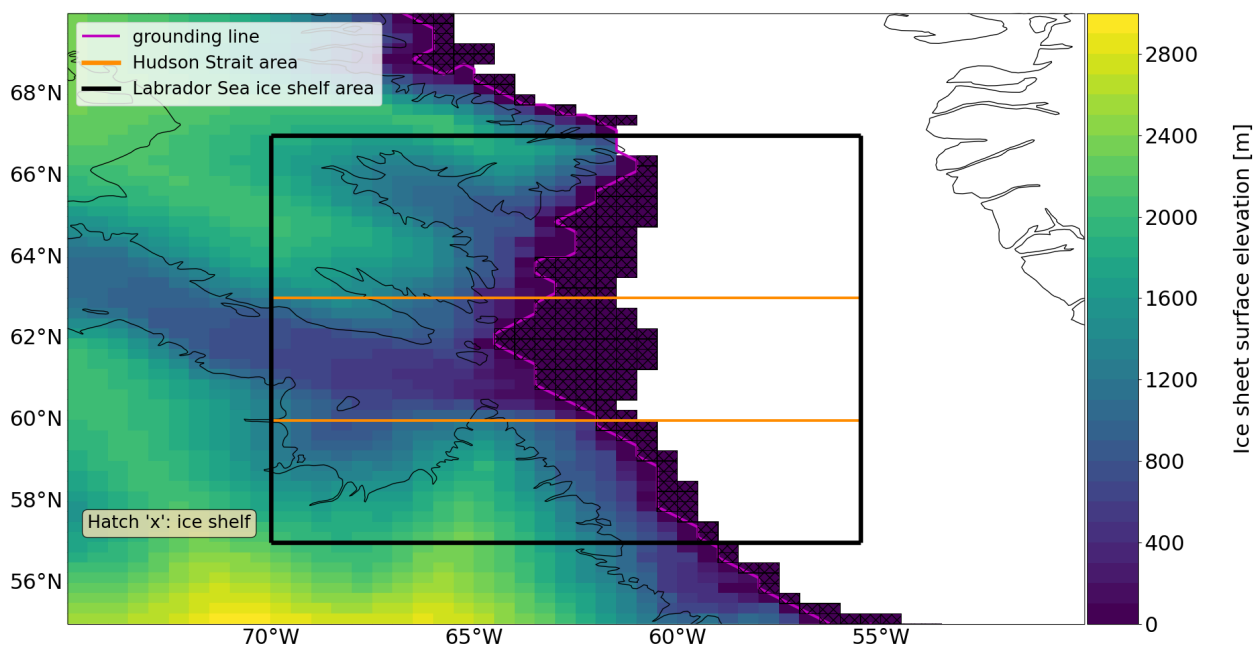 grounding line
Hudson Strait area
Labrador Sea ice shelf area
68°N
66°N
64°N
62°N
60°N
58°N
56°N
Hatch 'x': ice shelf
70°W
65°W
60°W
55°W
2800
2400
2000
1600
1200
800
400
0
Ice sheet surface elevation [m]